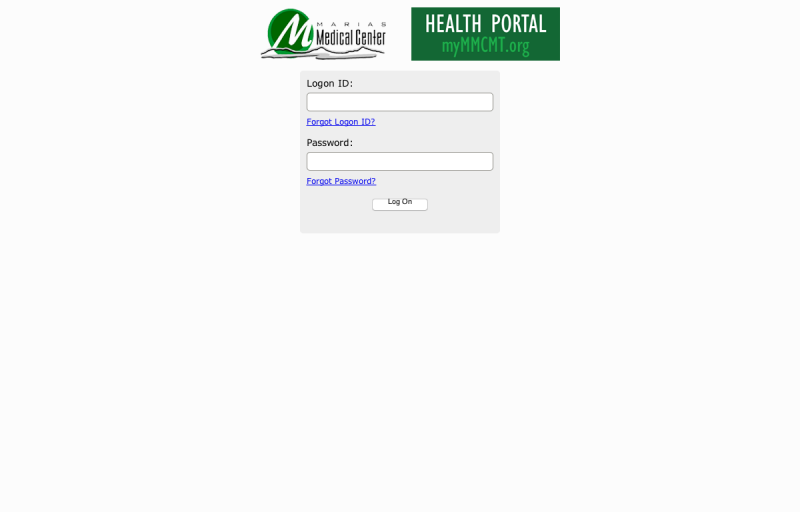 MARIAS
Medical Center
HEALTH PORTAL
myMMCMT.org
Logon ID:
Forgot Logon ID?
Password:
Forgot Password?
Log On